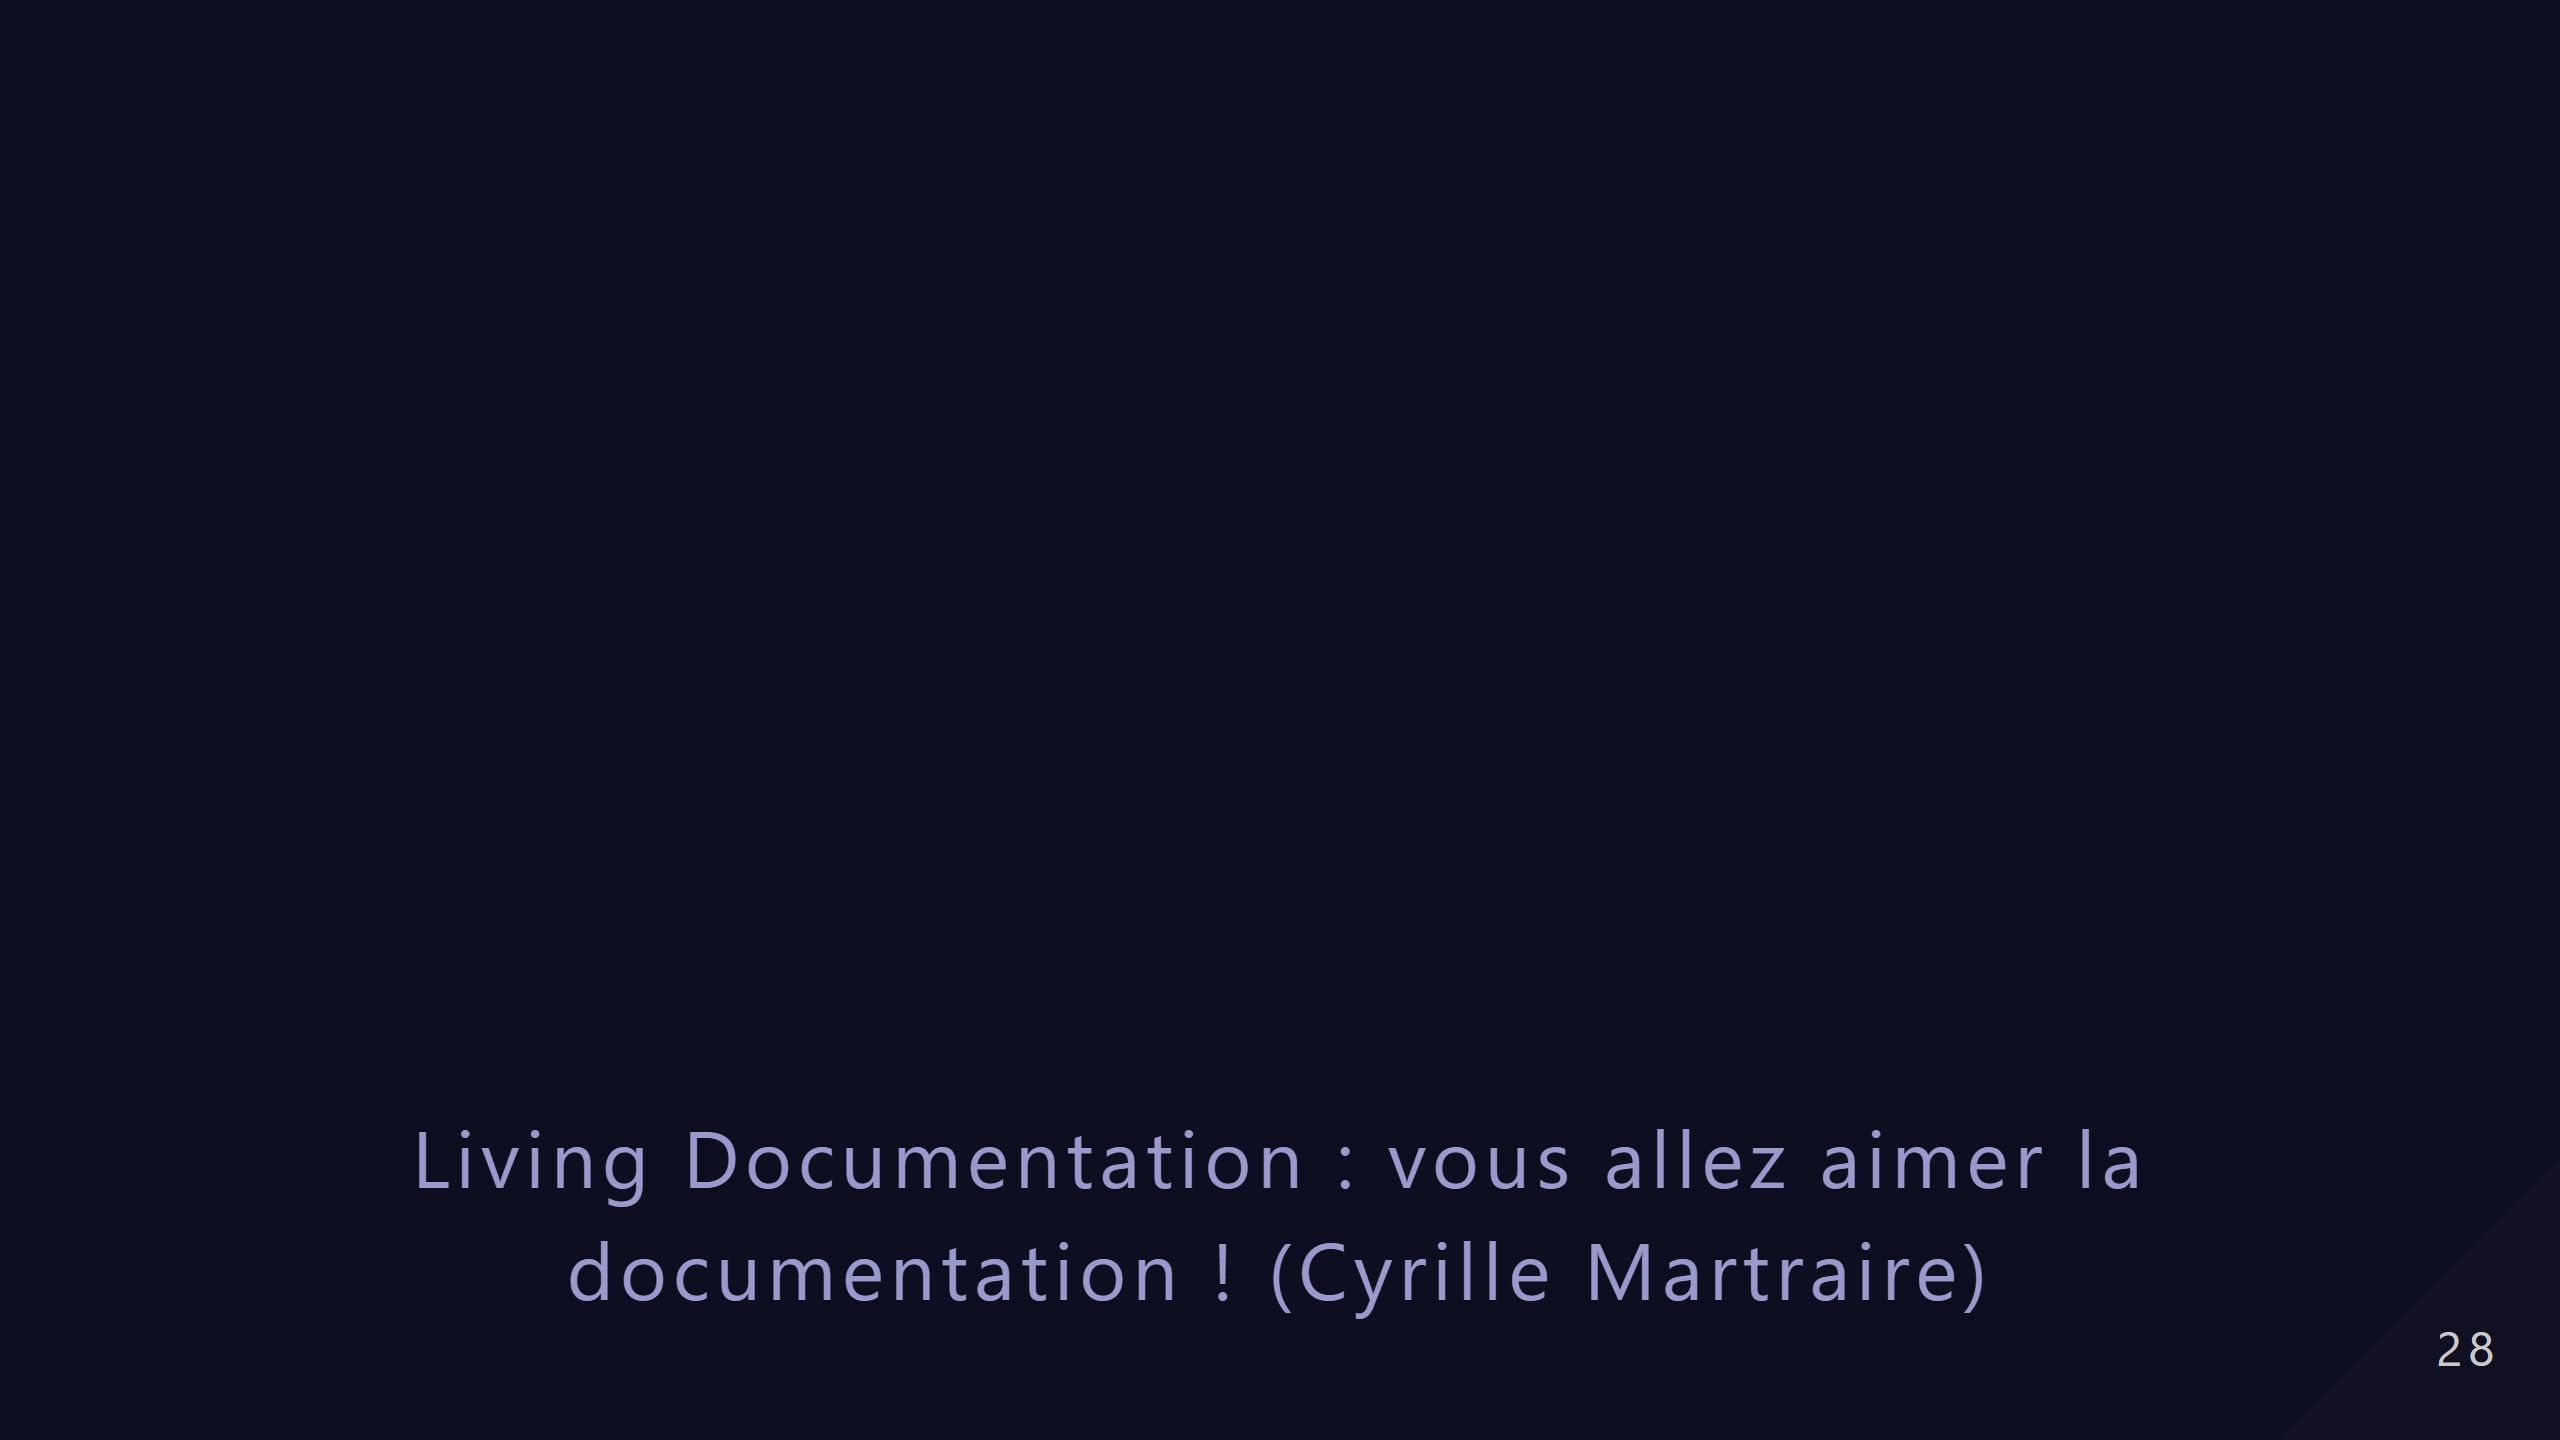 Living Documentation : vous allez aimer la
documentation ! (Cyrille Martraire)
28